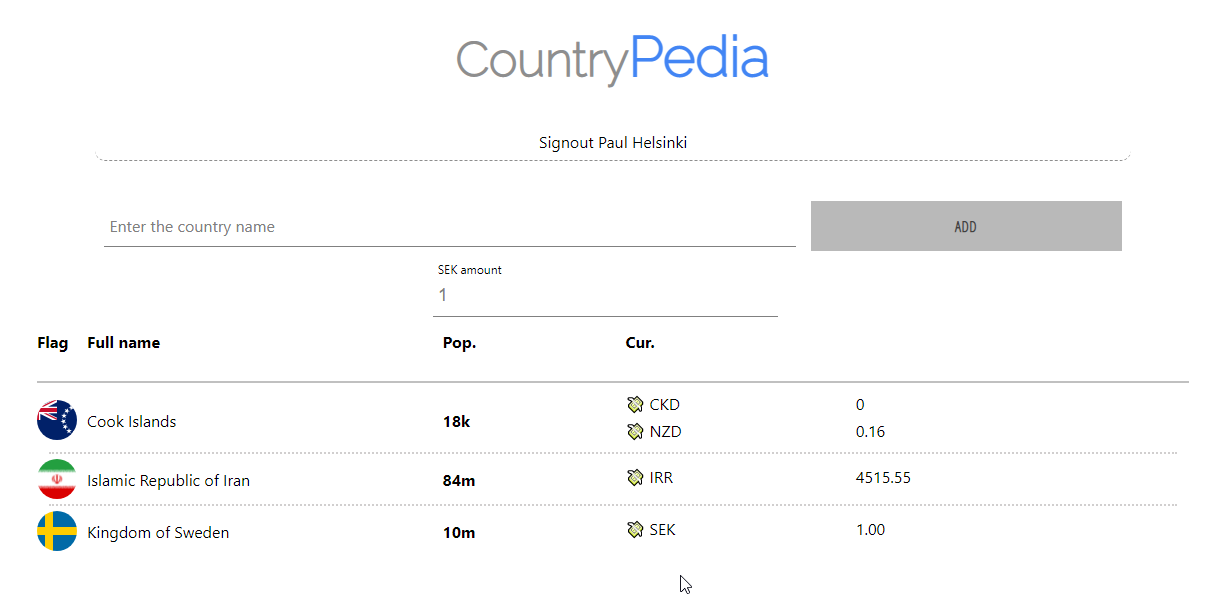 CountryPedia
Signout Paul Helsinki
Enter the country name
ADD
SEK amount
1
Flag Full name Pop. Cur.
Cook Islands 18k CKD 0
NZD 0.16
Islamic Republic of Iran 84m IRR 4515.55
Kingdom of Sweden 10m SEK 1.00